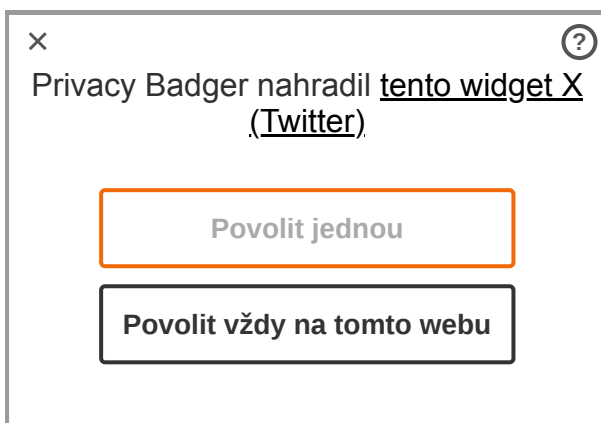 ×
?
Privacy Badger nahradil tento widget X
(Twitter)
Povolit jednou
Povolit vždy na tomto webu